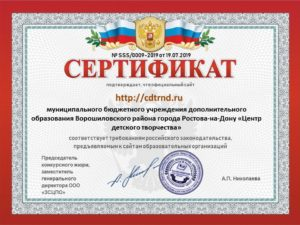 № SSS/0009-2019 от 19.07.2019
СЕРТИФИКАТ
подтверждает, что официальный сайт
http://cdtrnd.ru
муниципального бюджетного учреждения дополнительного
образования Ворошиловского района города Ростова-на-Дону «Центр
детского творчества»
соответствует требованиям российского законодательства,
предъявляемым к сайтам образовательных организаций
Председатель
конкурсного жюри,
заместитель
генерального
директора ООО
«ЗСЦПО»
А.П. Николаева